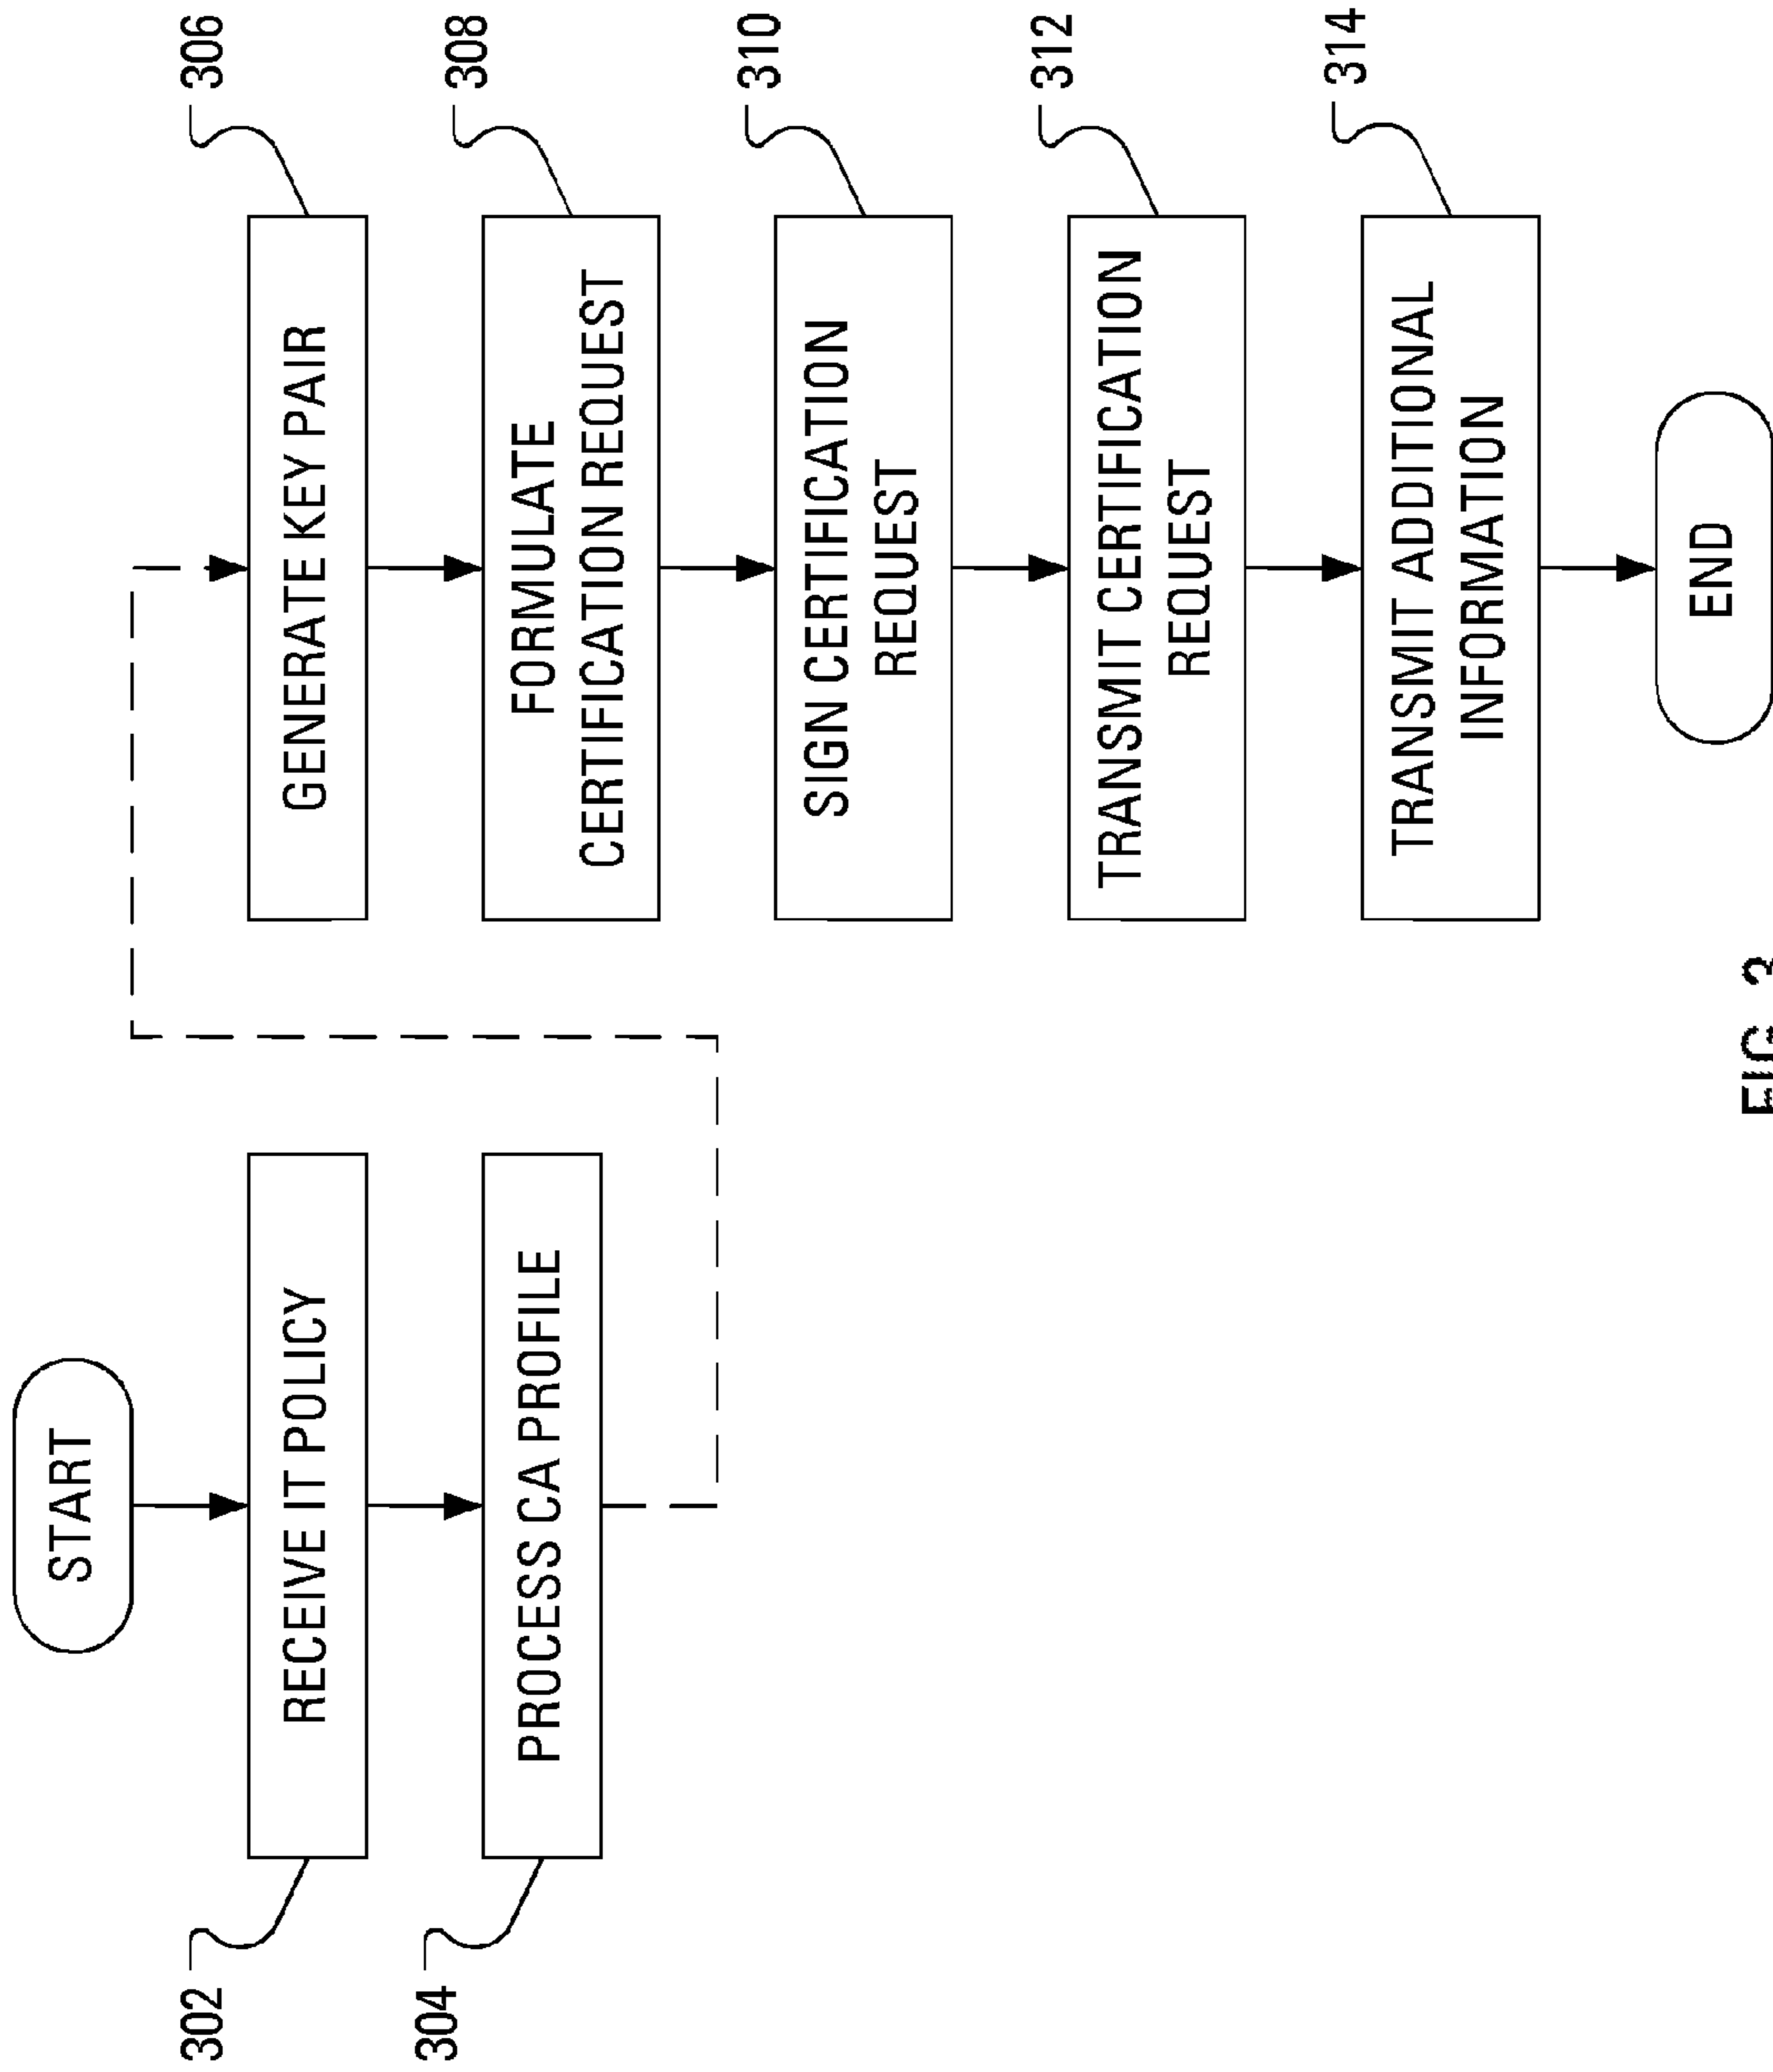 START
302
RECEIVE IT POLICY
304
PROCESS CA PROFILE
306
GENERATE KEY PAIR
308
FORMULATE
CERTIFICATION REQUEST
310
SIGN CERTIFICATION
REQUEST
312
TRANSMIT CERTIFICATION
REQUEST
314
TRANSMIT ADDITIONAL
INFORMATION
END